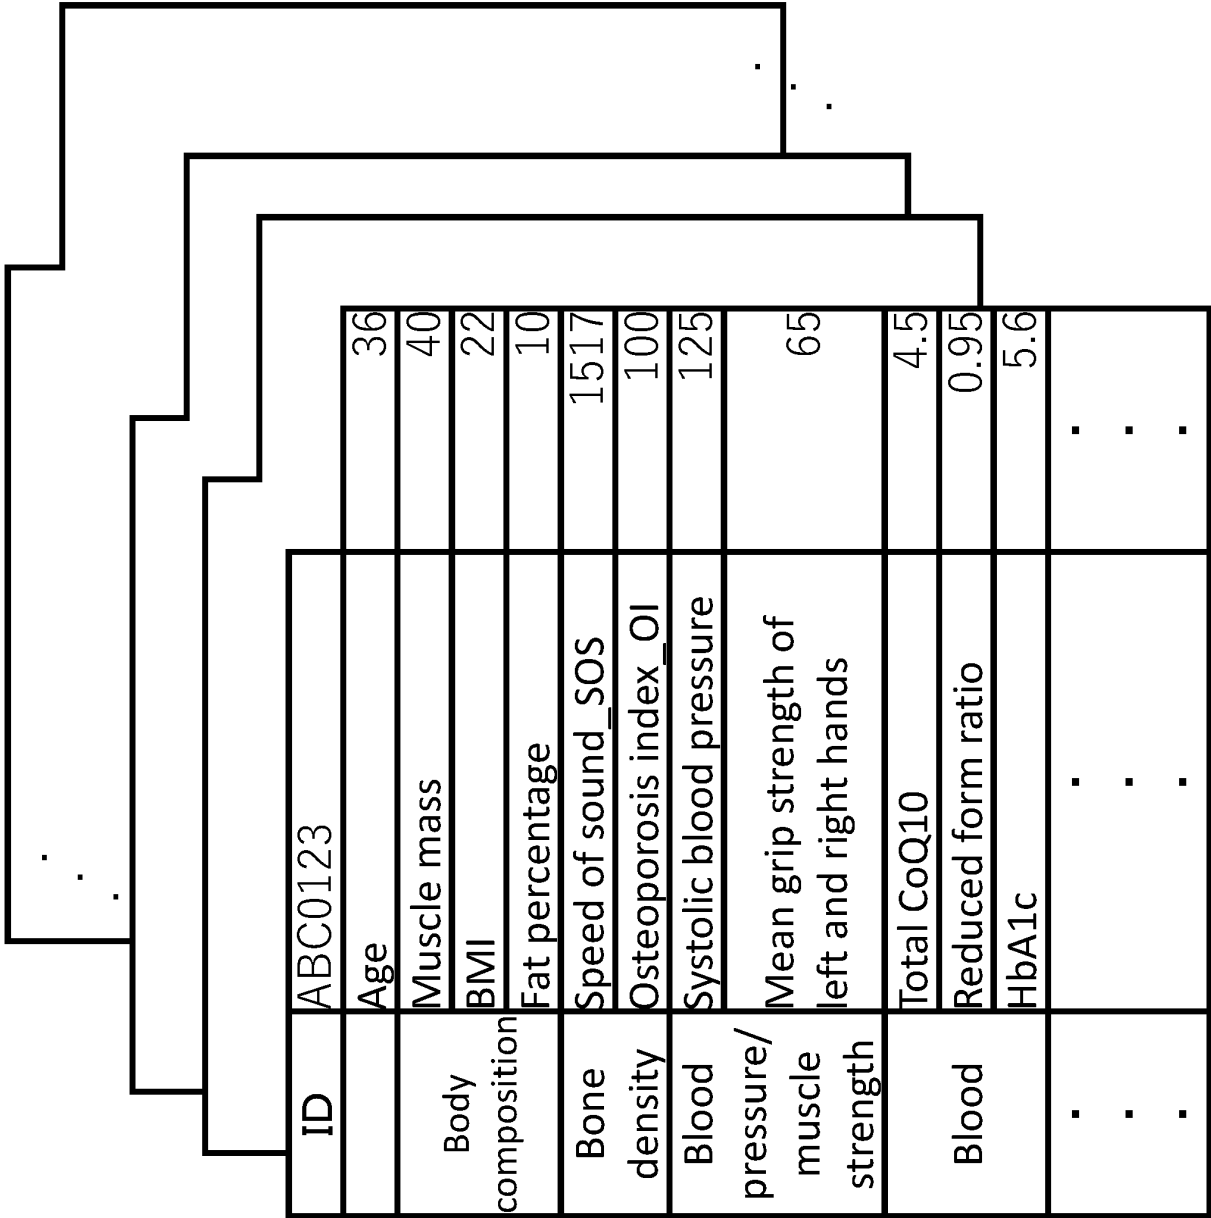 ID ABC0123
Age 36
Body
composition
Muscle mass 40
BMI 22
Fat percentage 10
Bone
density
Speed of sound_SOS 1517
Osteoporosis index_OI 100
Blood
pressure/
muscle
strength
Systolic blood pressure 125
Mean grip strength of
left and right hands
65
Blood
Total CoQ10 4.5
Reduced form ratio 0.95
HbA1c 5.6